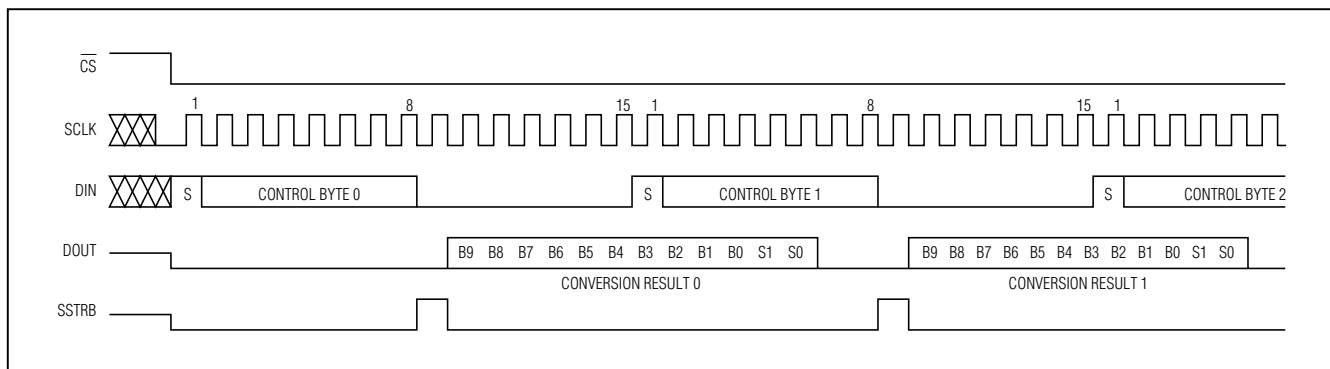 CS
1 8 15 1 8 15 1
SCLK
DIN S CONTROL BYTE 0 S CONTROL BYTE 1 S CONTROL BYTE 2
DOUT B9 B8 B7 B6 B5 B4 B3 B2 B1 B0 S1 S0 B9 B8 B7 B6 B5 B4 B3 B2 B1 B0 S1 S0
CONVERSION RESULT 0 CONVERSION RESULT 1
SSTRB